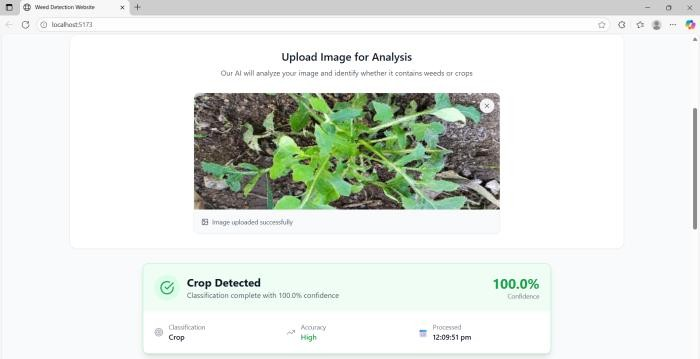 Weed Detection Website
localhost:5173
Upload Image for Analysis
Our AI will analyze your image and identify whether it contains weeds or crops
Image uploaded successfully
Crop Detected
100.0%
Classification complete with 100.0% confidence
Confidence
Classification
Accuracy
Processed
Crop
High
12:09:51 pm